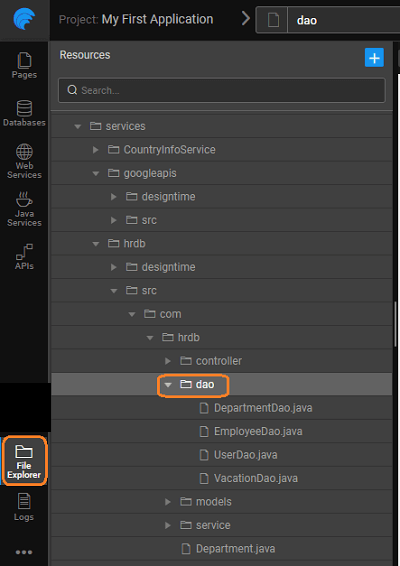 Project: My First Application
dao
Resources
Search...
Pages
Databases
Web
Services
Java
Services
APIs
File
Explorer
Logs
services
CountryInfoService
googleapis
designtime
src
hrdb
designtime
src
com
hrdb
controller
dao
DepartmentDao.java
EmployeeDao.java
UserDao.java
VacationDao.java
models
service
Department.java